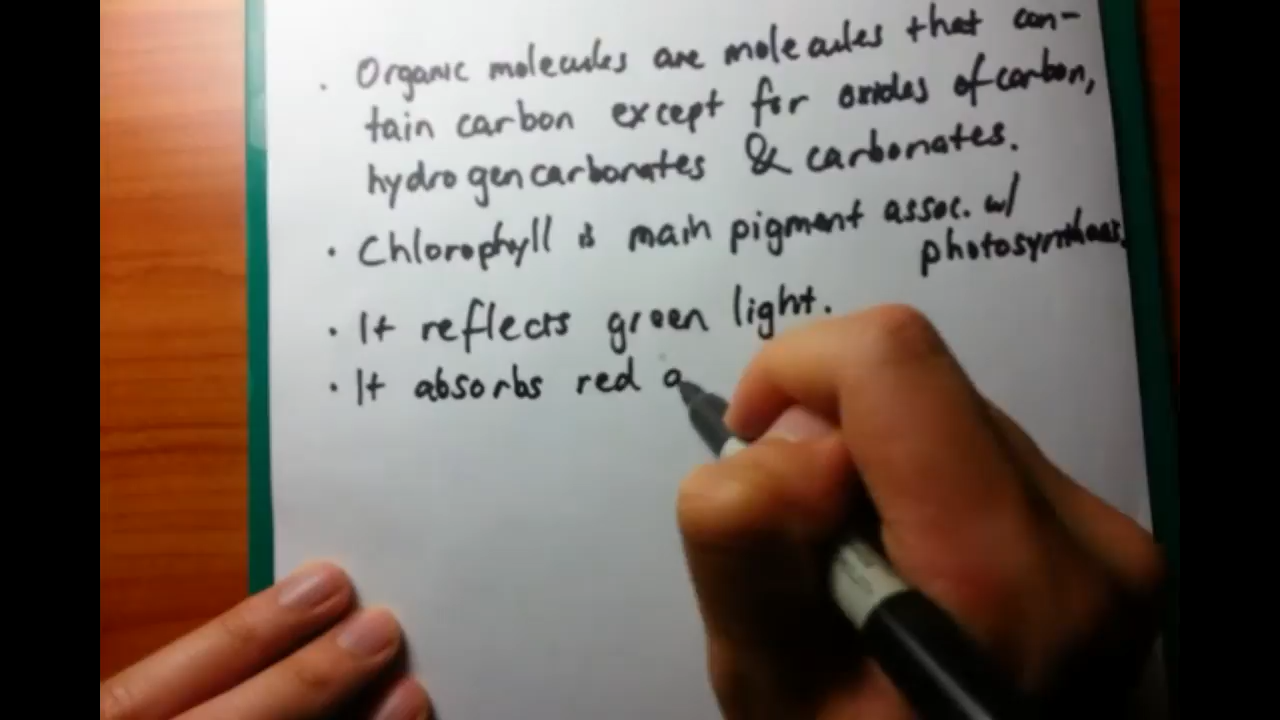 . Organic molecules are molecules that con-
tain carbon except for oxides of carbon,
hydrogencarbonates & carbonates.
· Chlorophyll is main pigment assoc. w/
photosynthesis.
· It reflects green light.
· It absorbs red a